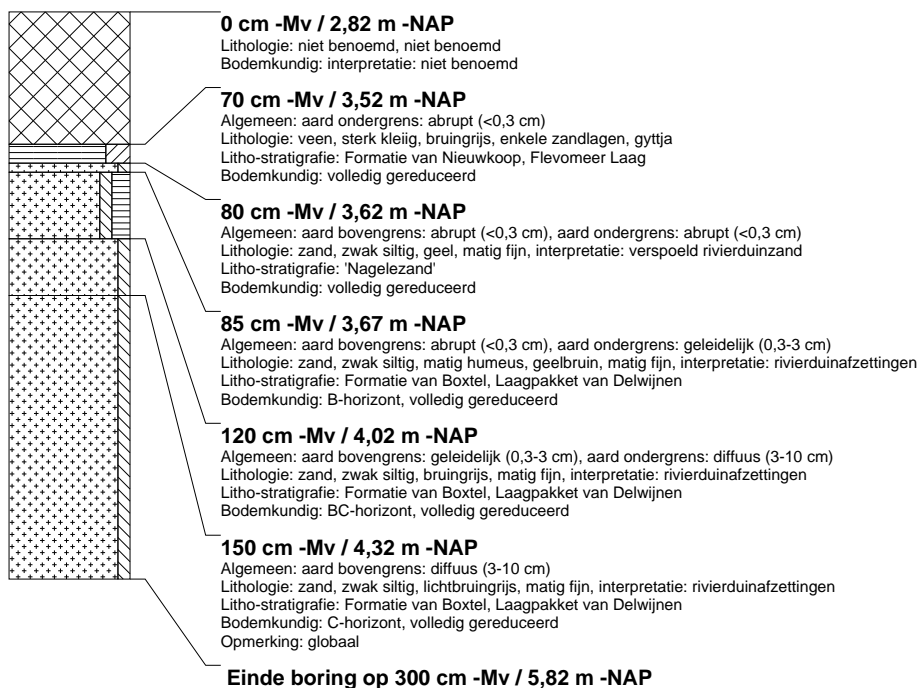 0 cm -Mv / 2,82 m -NAP
Lithologie: niet benoemd, niet benoemd
Bodemkundig: interpretatie: niet benoemd
70 cm -Mv / 3,52 m -NAP
Algemeen: aard ondergrens: abrupt (<0,3 cm)
Lithologie: veen, sterk kleiig, bruingrijs, enkele zandlagen, gyttja
Litho-stratigrafie: Formatie van Nieuwkoop, Flevomeer Laag
Bodemkundig: volledig gereduceerd
80 cm -Mv / 3,62 m -NAP
Algemeen: aard bovengrens: abrupt (<0,3 cm), aard ondergrens: abrupt (<0,3 cm)
Lithologie: zand, zwak siltig, geel, matig fijn, interpretatie: verspoeld rivierduinzand
Litho-stratigrafie: 'Nagelezand'
Bodemkundig: volledig gereduceerd
85 cm -Mv / 3,67 m -NAP
Algemeen: aard bovengrens: abrupt (<0,3 cm), aard ondergrens: geleidelijk (0,3-3 cm)
Lithologie: zand, zwak siltig, matig humeus, geelbruin, matig fijn, interpretatie: rivierduinafzettingen
Litho-stratigrafie: Formatie van Boxtel, Laagpakket van Delwijnen
Bodemkundig: B-horizont, volledig gereduceerd
120 cm -Mv / 4,02 m -NAP
Algemeen: aard bovengrens: geleidelijk (0,3-3 cm), aard ondergrens: diffuus (3-10 cm)
Lithologie: zand, zwak siltig, bruingrijs, matig fijn, interpretatie: rivierduinafzettingen
Litho-stratigrafie: Formatie van Boxtel, Laagpakket van Delwijnen
Bodemkundig: BC-horizont, volledig gereduceerd
150 cm -Mv / 4,32 m -NAP
Algemeen: aard bovengrens: diffuus (3-10 cm)
Lithologie: zand, zwak siltig, lichtbruingrijs, matig fijn, interpretatie: rivierduinafzettingen
Litho-stratigrafie: Formatie van Boxtel, Laagpakket van Delwijnen
Bodemkundig: C-horizont, volledig gereduceerd
Opmerking: globaal
Einde boring op 300 cm -Mv / 5,82 m -NAP